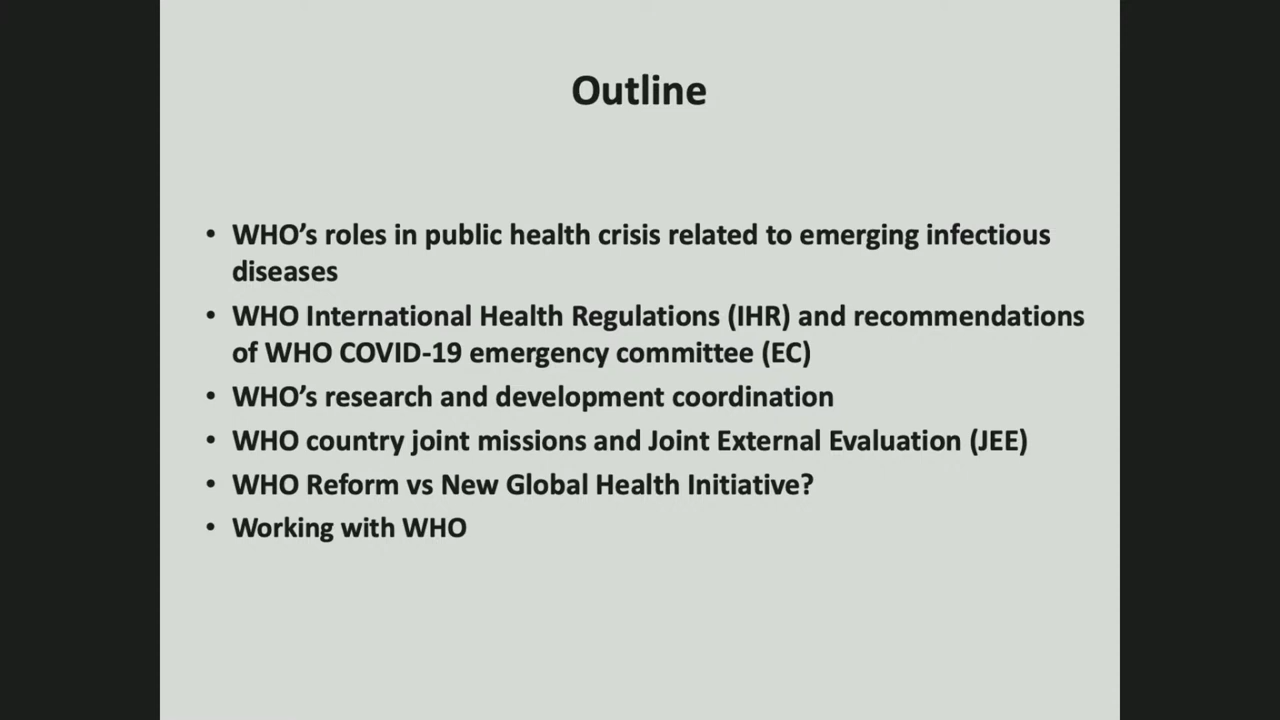 Outline
• WHO’s roles in public health crisis related to emerging infectious
diseases
• WHO International Health Regulations (IHR) and recommendations
of WHO COVID-19 emergency committee (EC)
• WHO’s research and development coordination
• WHO country joint missions and Joint External Evaluation (JEE)
• WHO Reform vs New Global Health Initiative?
• Working with WHO